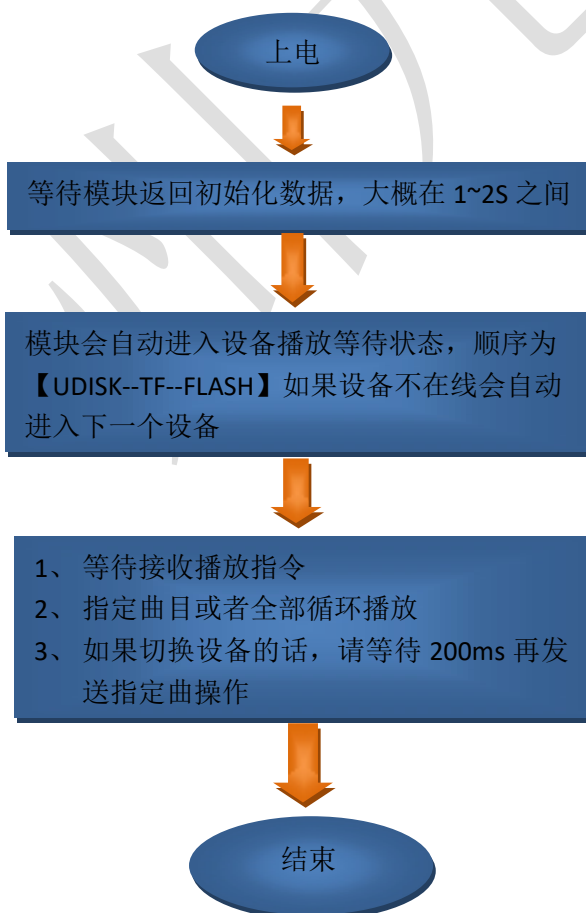 上电
等待模块返回初始化数据，大概在 1~2S 之间
模块会自动进入设备播放等待状态，顺序为
【UDISK--TF--FLASH】如果设备不在线会自动
进入下一个设备
1、 等待接收播放指令
2、 指定曲目或者全部循环播放
3、 如果切换设备的话，请等待 200ms 再发
送指定曲操作
结束